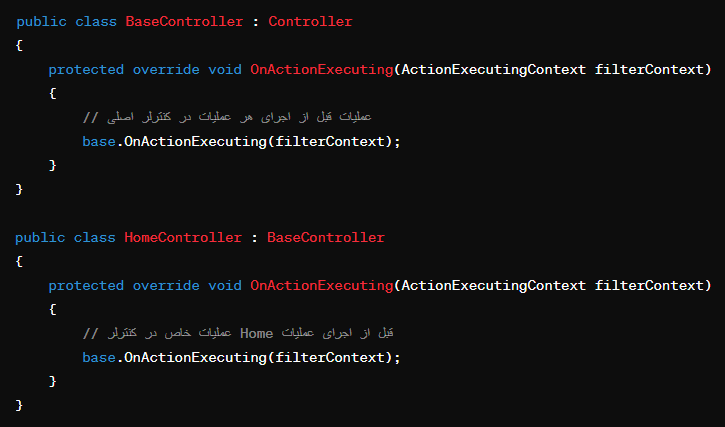 public class BaseController : Controller
{
    protected override void OnActionExecuting(ActionExecutingContext filterContext)
    {
        // عملیات قبل از اجرای هر عملیات در کنترلر اصلی
        base.OnActionExecuting(filterContext);
    }
}

public class HomeController : BaseController
{
    protected override void OnActionExecuting(ActionExecutingContext filterContext)
    {
        // عملیات خاص در کنترلر Home قبل از اجرای عملیات
        base.OnActionExecuting(filterContext);
    }
}